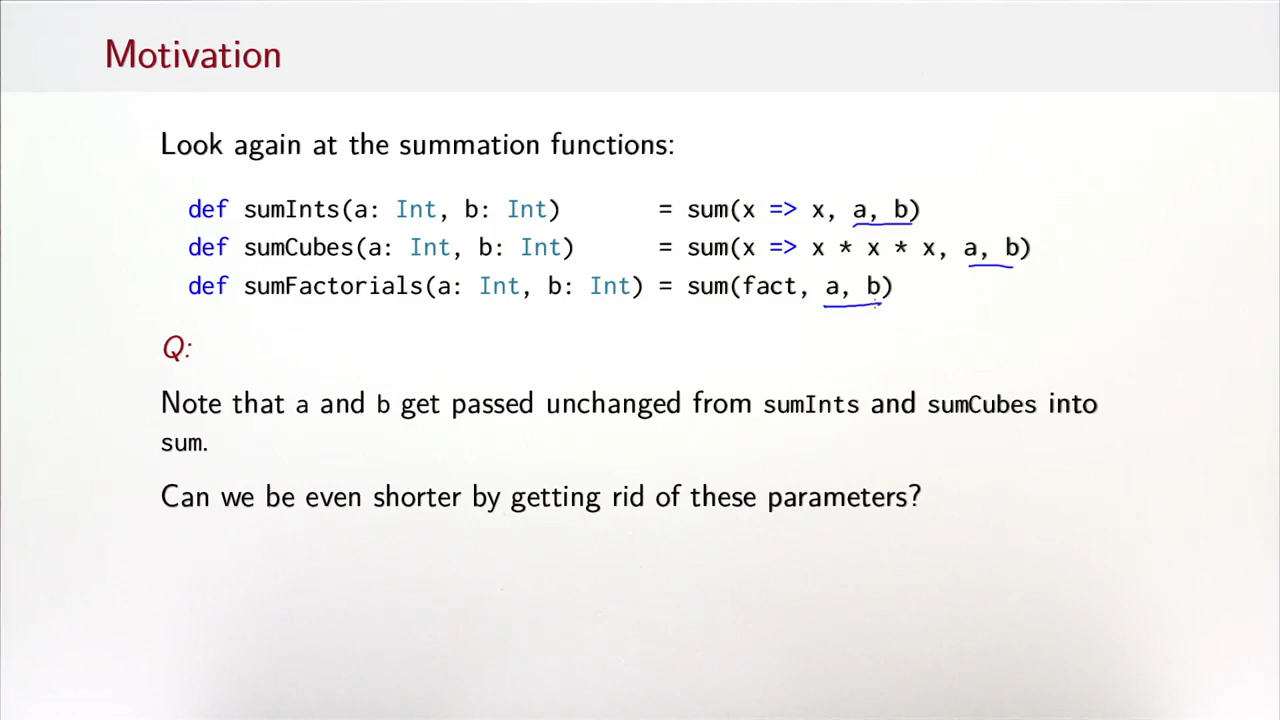 Motivation
Look again at the summation functions:
def sumInts(a: Int, b: Int) = sum(x => x, a, b)
def sumCubes(a: Int, b: Int) = sum(x => x * x * x, a, b)
def sumFactorials(a: Int, b: Int) = sum(fact, a, b)
Q:
Note that a and b get passed unchanged from sumInts and sumCubes into
sum.
Can we be even shorter by getting rid of these parameters?